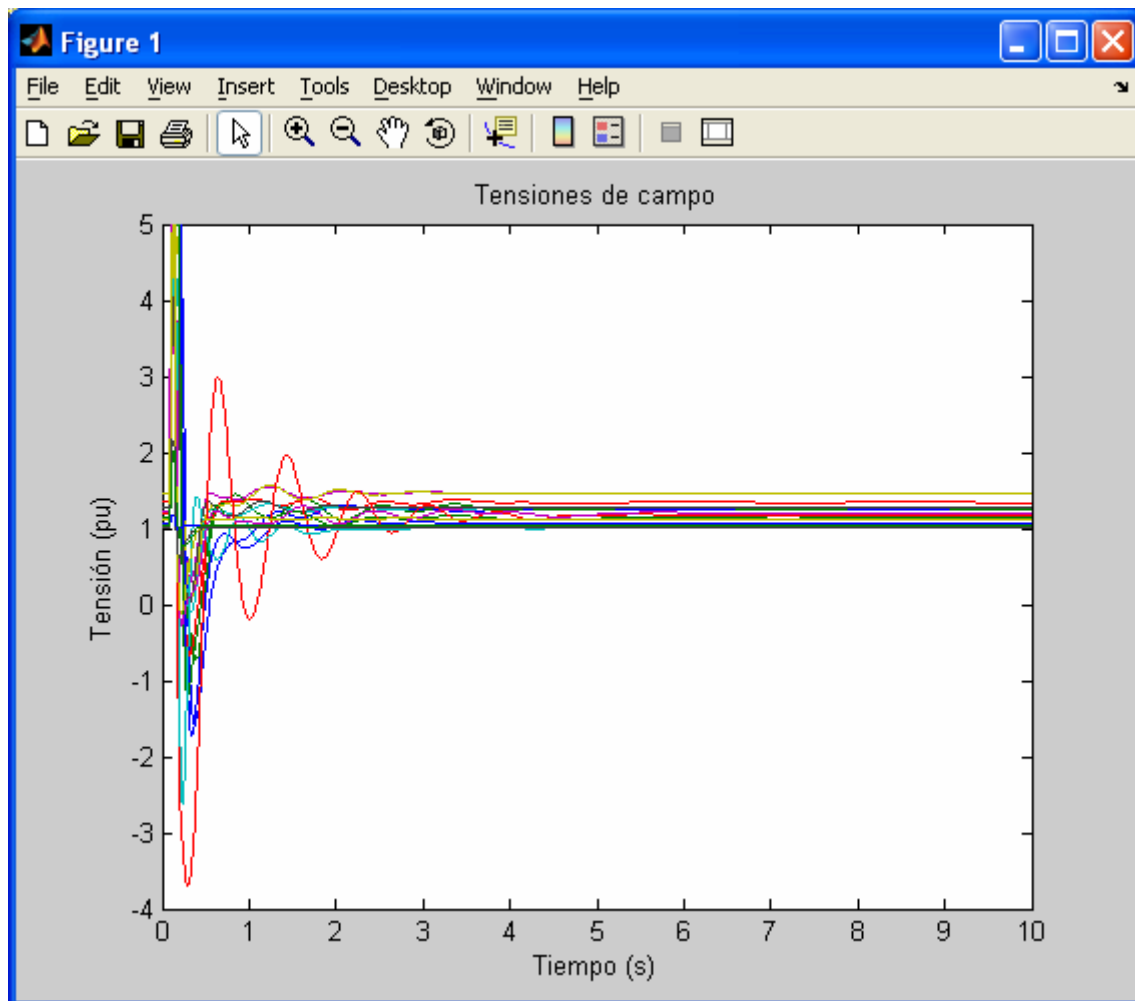 Figure 1
File Edit View Insert Tools Desktop Window Help
Tensiones de campo
5
4
3
2
1
0
-1
-2
-3
-4
Tensión (pu)
0 1 2 3 4 5 6 7 8 9 10
Tiempo (s)